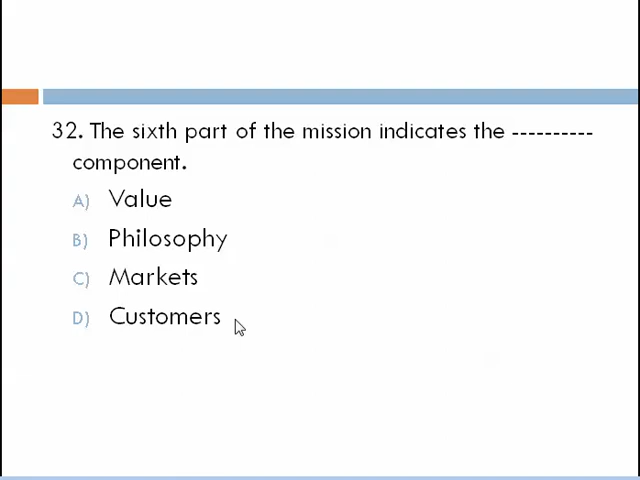 32. The sixth part of the mission indicates the ----------
component.
A) Value
B) Philosophy
C) Markets
D) Customers